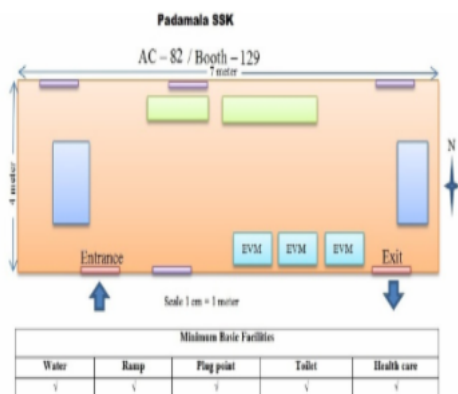 Padamala SSK
AC – 82 / Booth – 129
7 meter
4 meter
N
EVM EVM EVM
Entrance
Exit
Scale 1 cm = 1 meter
Minimum Basic Facilities
Water Ramp Plug point Toilet Health care
√ √ √ √ √